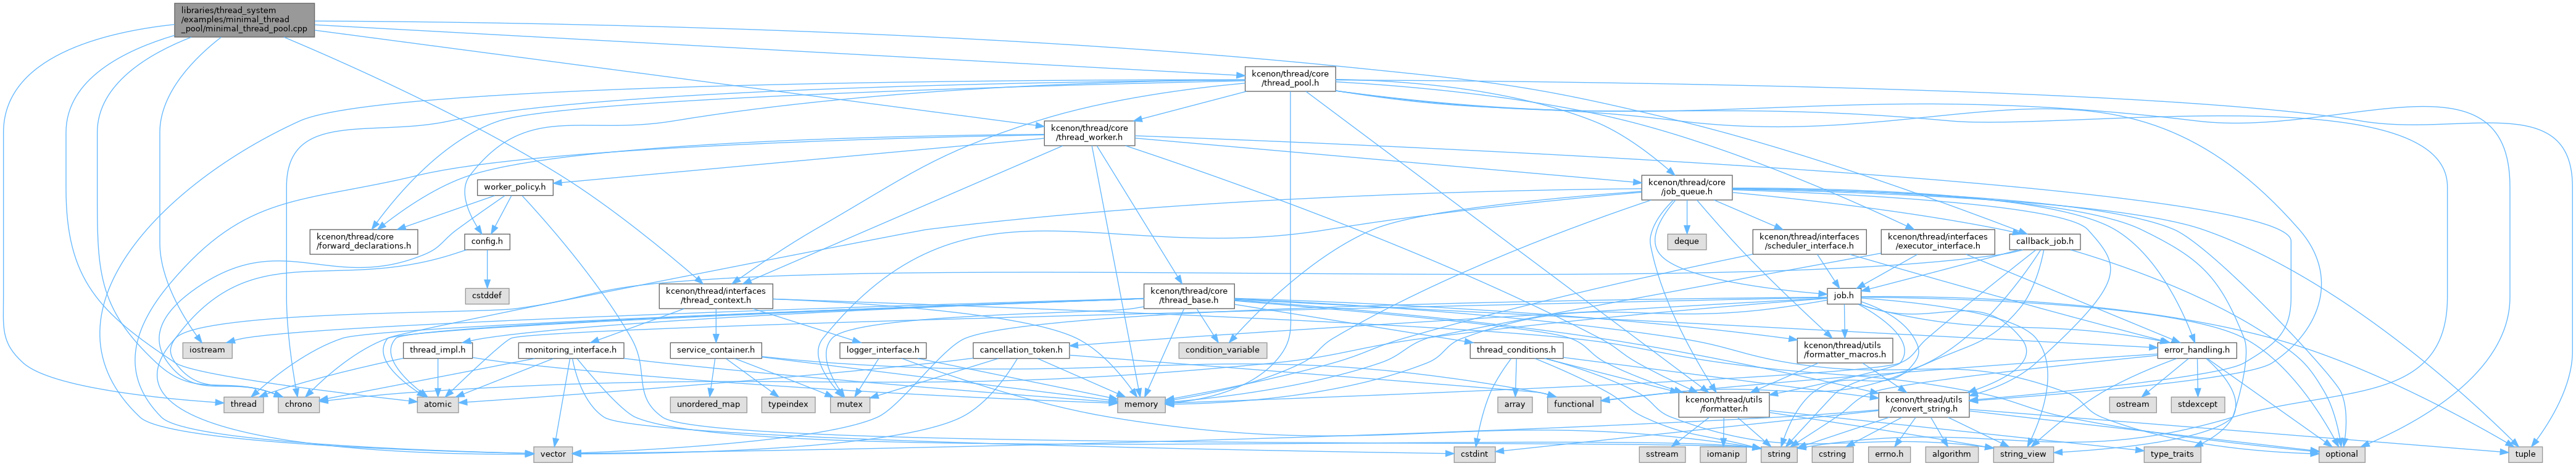 libraries/thread_system
/examples/minimal_thread
_pool/minimal_thread_pool.cpp
kcenon/thread/core
/thread_pool.h
kcenon/thread/core
/thread_worker.h
worker_policy.h
kcenon/thread/core
/job_queue.h
kcenon/thread/core
/forward_declarations.h
config.h
deque
kcenon/thread/interfaces
/scheduler_interface.h
kcenon/thread/interfaces
/executor_interface.h
callback_job.h
cstddef
kcenon/thread/interfaces
/thread_context.h
kcenon/thread/core
/thread_base.h
job.h
iostream
thread_impl.h
monitoring_interface.h
service_container.h
logger_interface.h
cancellation_token.h
condition_variable
thread_conditions.h
kcenon/thread/utils
/formatter_macros.h
error_handling.h
thread
chrono
atomic
unordered_map
typeindex
mutex
memory
array
functional
kcenon/thread/utils
/formatter.h
kcenon/thread/utils
/convert_string.h
ostream
stdexcept
vector
cstdint
sstream
iomanip
string
cstring
errno.h
algorithm
string_view
type_traits
optional
tuple